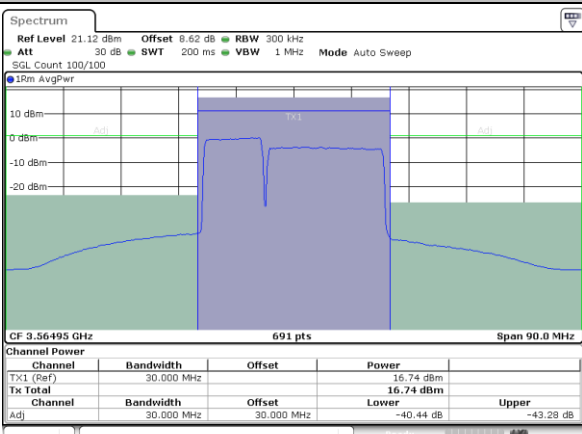 Spectrum
Ref Level 21.12 dBm Offset 8.62 dB RBW 300 kHz
Att 30 dB SWT 200 ms VBW 1 MHz Mode Auto Sweep
SGL Count 100/100
1Rm AvgPwr
10 dBm
TX1
Adj Adj
0 dBm
-10 dBm
-20 dBm
CF 3.56495 GHz 691 pts Span 90.0 MHz
Channel Power
Channel Bandwidth Offset Power
TX1 (Ref) 30.000 MHz 16.74 dBm
Tx Total 16.74 dBm
Channel Bandwidth Offset Lower Upper
Adj 30.000 MHz 30.000 MHz -40.44 dB -43.28 dB